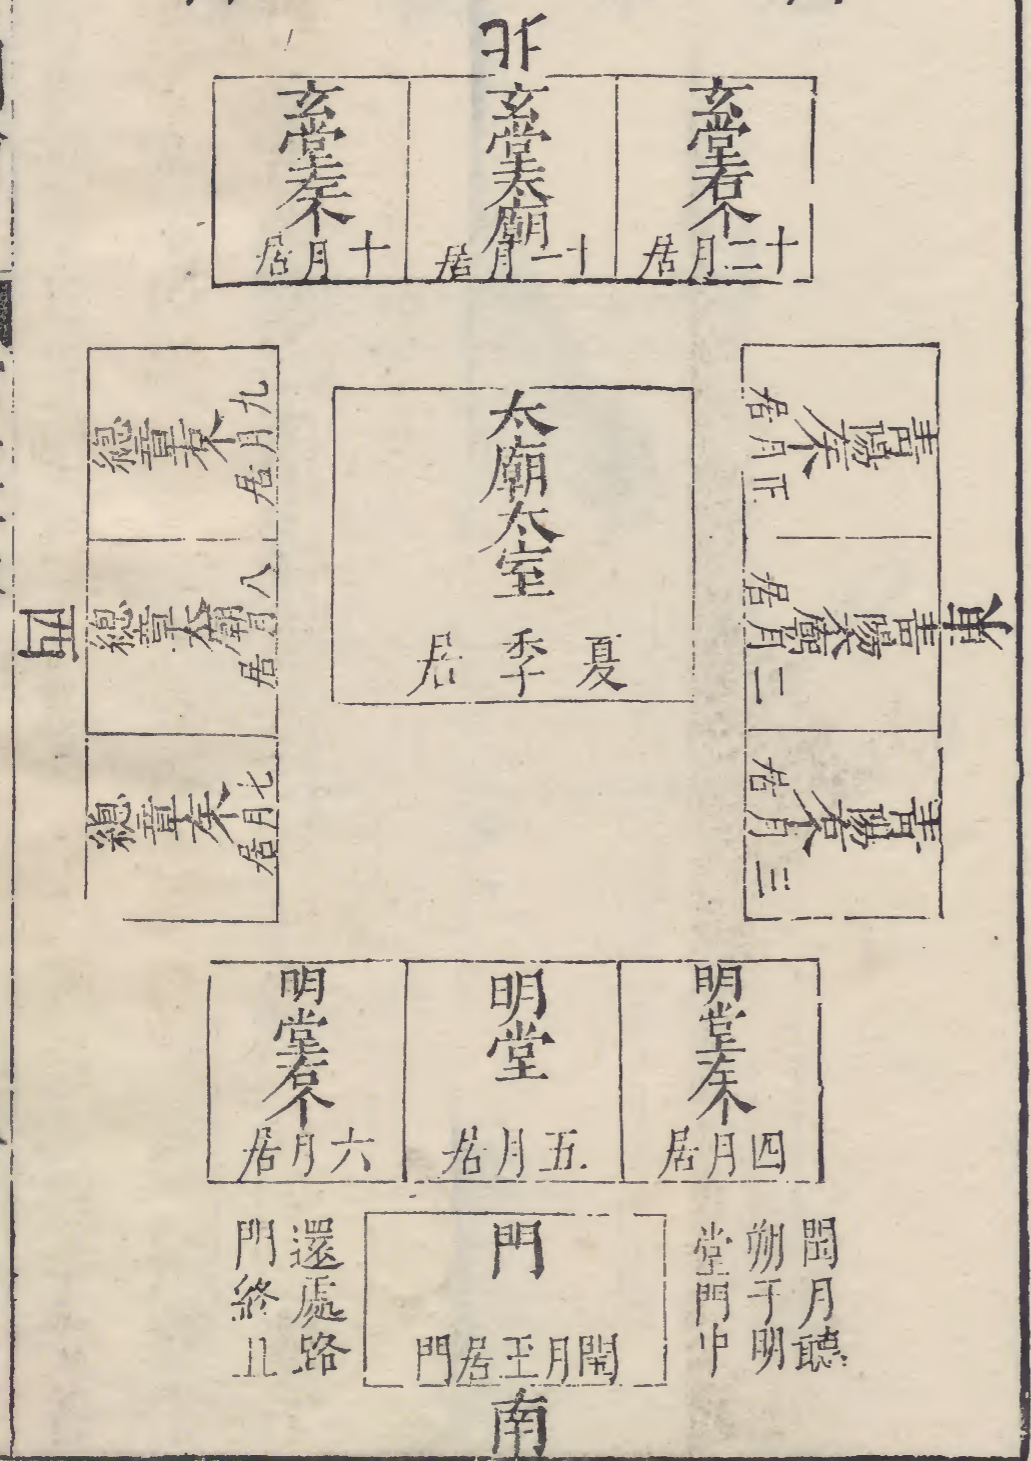 北
玄堂右个
十二月居
玄堂太廟
十一月居
玄堂左个
十月居
東
青陽左个
正月居
青陽太廟
二月居
青陽右个
三月居
太廟太室
夏季居
總章右个
九月居
總章太廟
八月居
總章左个
七月居
西
明堂左个
四月居
明堂
五月居
明堂右个
六月居
閏月聽
朔于明
堂門中
門
閏月王居門
還處路
門終月
南